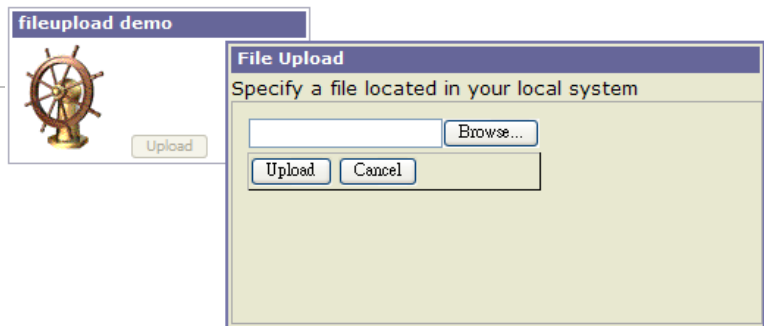 fileupload demo
Upload
File Upload
Specify a file located in your local system
Browse...
Upload Cancel